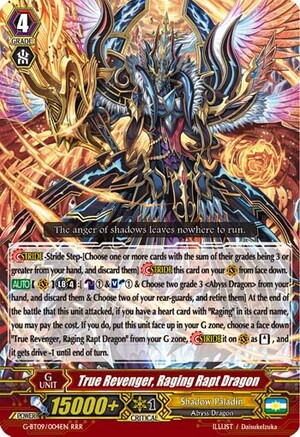 4
GRADE
The anger of shadows leaves nowhere to run.
STRIDE -Stride Step-[Choose one or more cards with the sum of their grades being 3 or
greater from your hand, and discard them] STRIDE this card on your from face down.
AUTO LB4 : 1 & 1 & Choose two grade 3 <Abyss Dragon> from your
hand, and discard them & Choose two of your rear-guards, and retire them] At the end of
the battle that this unit attacked, if you have a heart card with "Raging" in its card name,
you may pay the cost. If you do, put this unit face up in your G zone, choose a face down
"True Revenger, Raging Rapt Dragon" from your G zone, STRIDE it on as , and
it gets drive -1 until end of turn.
G UNIT
True Revenger, Raging Rapt Dragon
POWER
15000+
1
CRITICAL
Shadow Paladin
Abyss Dragon
G-BT09/004EN RRR
ILLUST / DaisukeIzuka